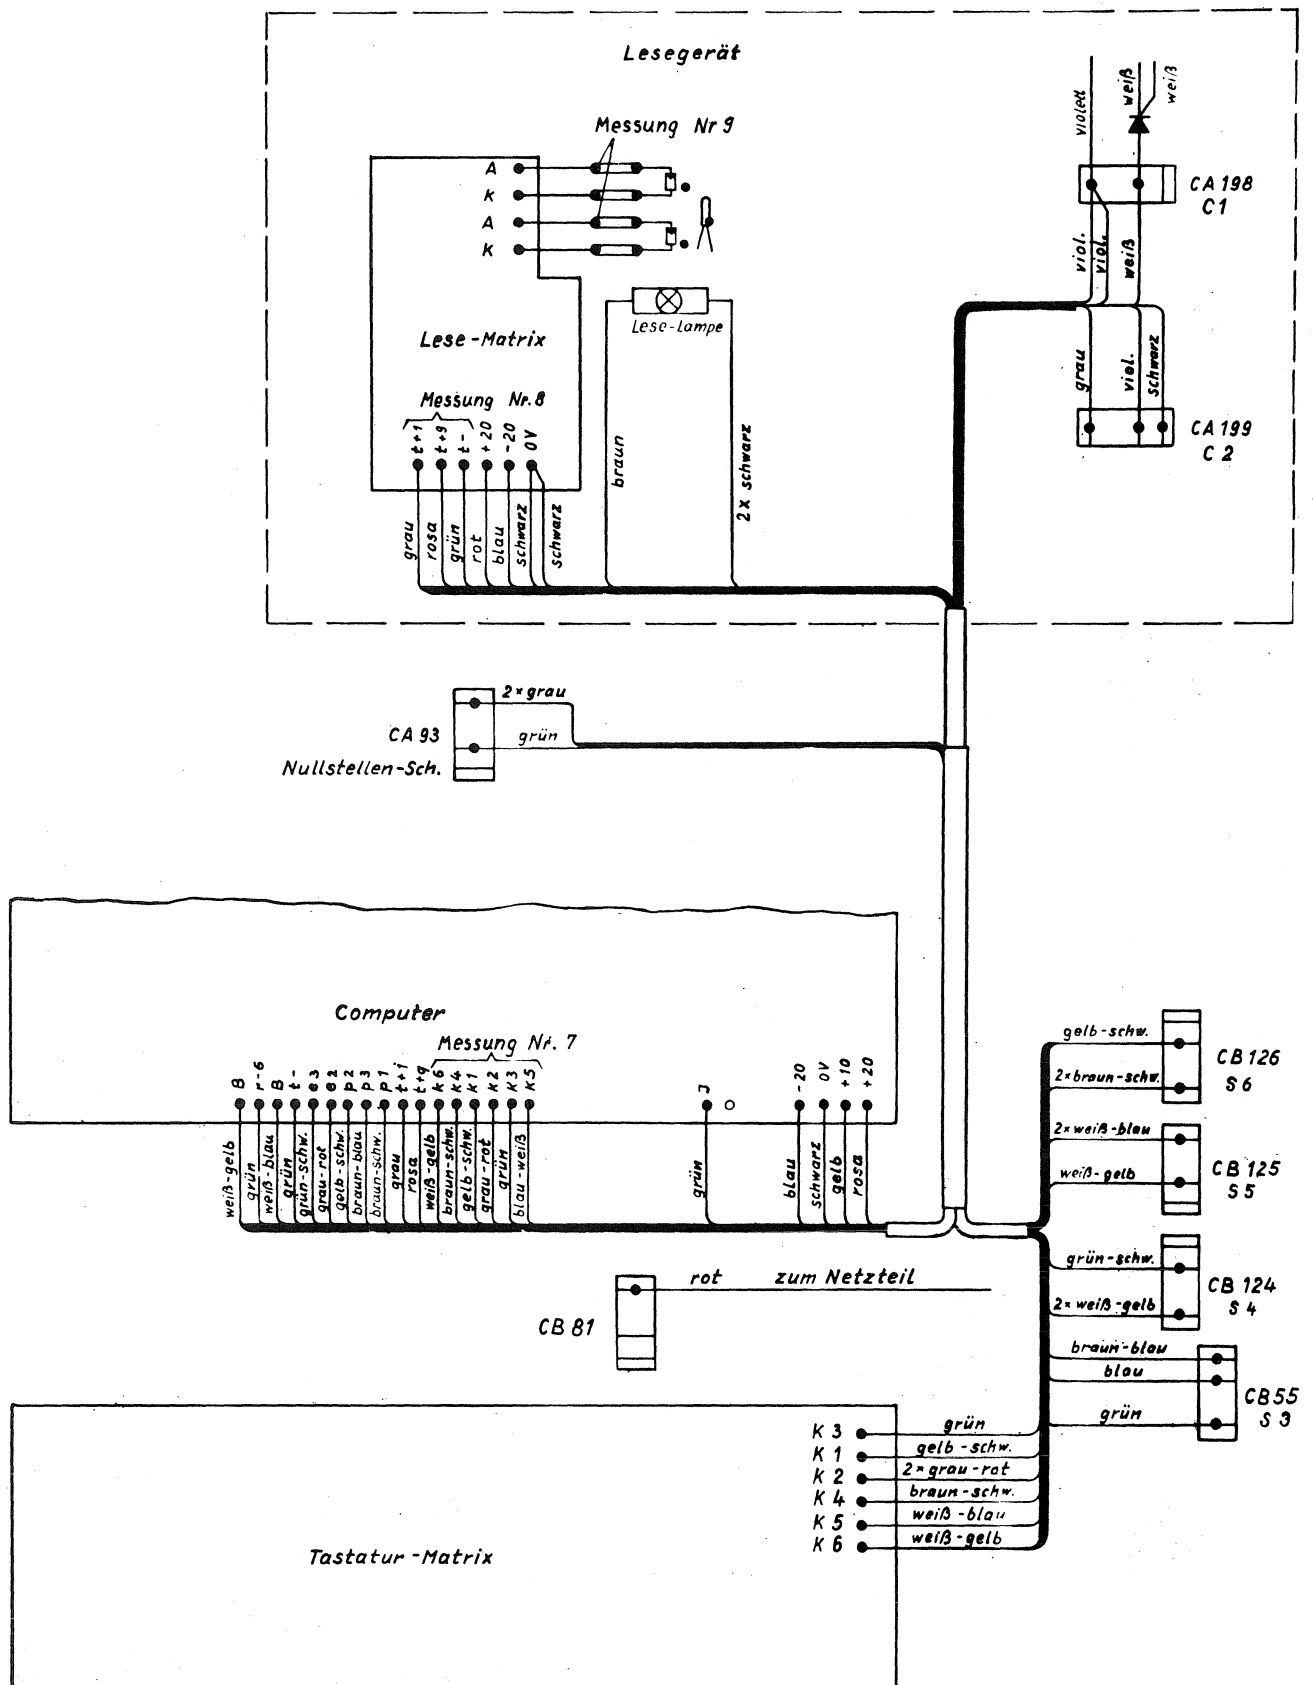 Lesegerät
violett
weiß
weiß
Messung Nr 9
A
K
A
K
CA 198
C1
viol.
viol.
weiß
Lese-Lampe
Lese-Matrix
grau
viol.
schwarz
CA 199
C 2
Messung Nr. 8
t+1
t+9
t-
+20
-20
0V
braun
2x schwarz
grau
rosa
grün
rot
blau
schwarz
schwarz
2x grau
CA 93
grün
Nullstellen-Sch.
Computer
Messung Nr. 7
B
r-6
B
t-
e3
e2
p2
p3
p1
t+1
t+9
k6
k4
k1
k2
k3
k5
J
-20
0V
+10
+20
weiß-gelb
grün
weiß-blau
grün
grün-schw.
grau-rot
gelb-schw.
braun-blau
braun-schw.
grau
rosa
weiß-gelb
braun-schw.
gelb-schw.
grau-rot
grün
blau-weiß
grün
blau
schwarz
gelb
rosa
gelb-schw.
CB 126
2x braun-schw.
S 6
2x weiß-blau
CB 125
weiß-gelb
S 5
grün-schw.
CB 124
2x weiß-gelb
S 4
rot zum Netzteil
CB 81
braun-blau
blau
CB 55
grün
S 3
K 3 grün
K 1 gelb-schw.
K 2 2x grau-rot
K 4 braun-schw.
K 5 weiß-blau
K 6 weiß-gelb
Tastatur-Matrix